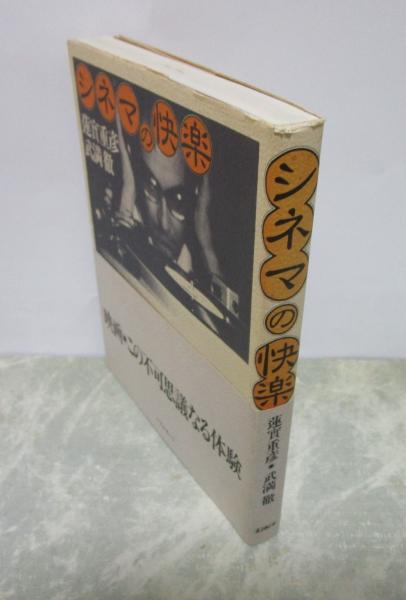 シネマの快楽
蓮實重彦
武満徹
映画・この不可思議なる体験
シネマの快楽
蓮實重彦・武満徹